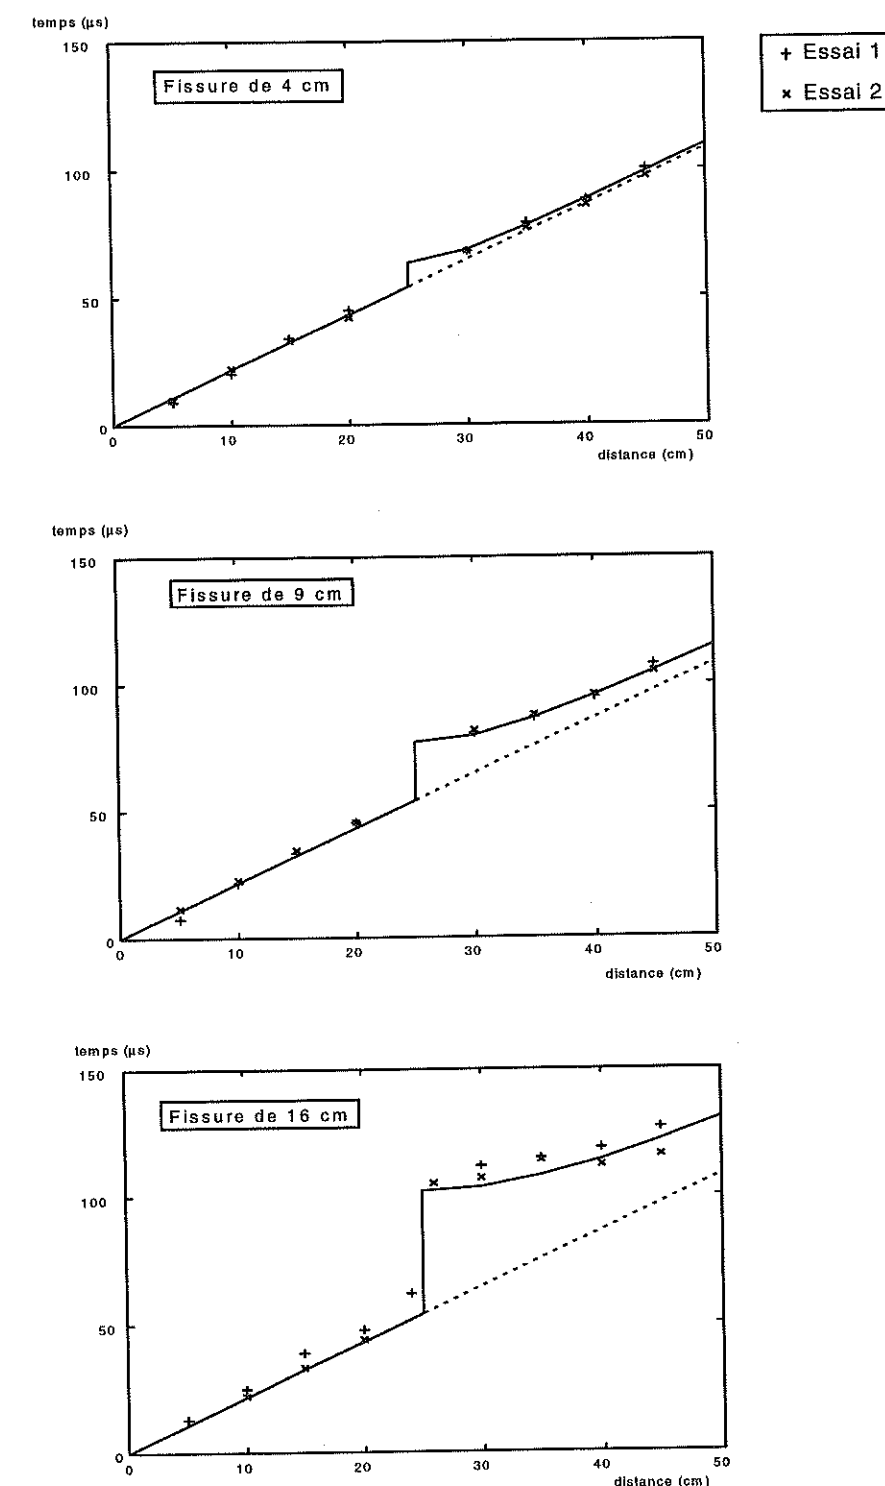 temps (µs)
150
+ Essai 1
× Essai 2
Fissure de 4 cm
100
50
0
0 10 20 30 40 50
distance (cm)
temps (µs)
150
Fissure de 9 cm
100
50
0
0 10 20 30 40 50
distance (cm)
temps (µs)
150
Fissure de 16 cm
100
50
0
0 10 20 30 40 50
distance (cm)